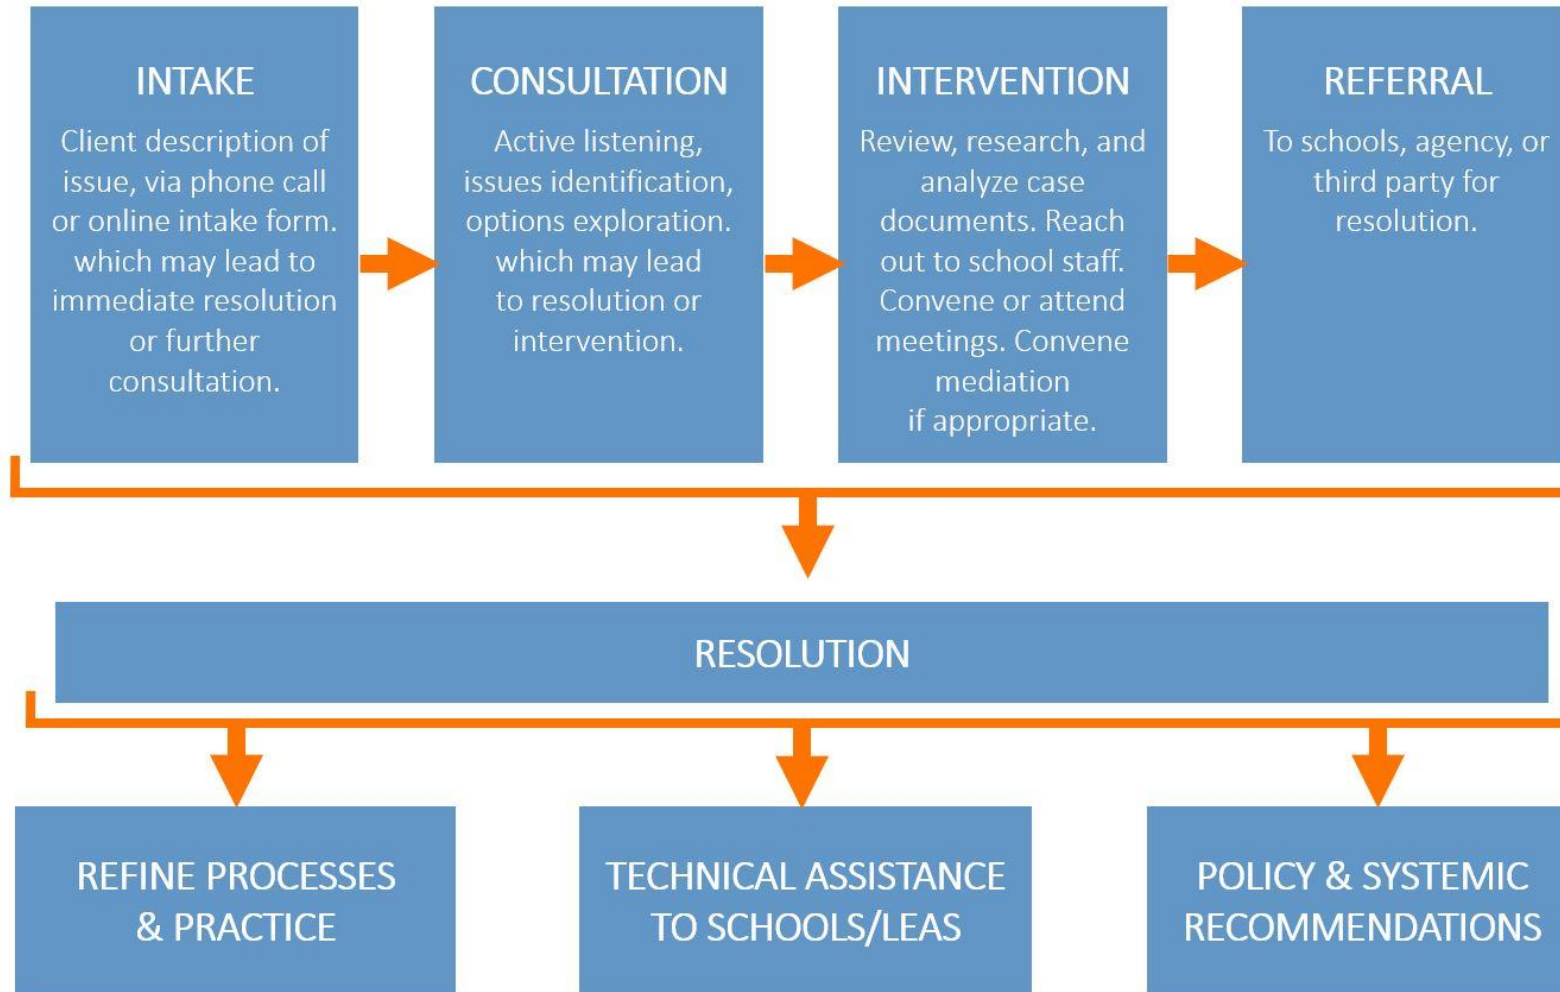 INTAKE
Client description of
issue, via phone call
or online intake form.
which may lead to
immediate resolution
or further
consultation.
CONSULTATION
Active listening,
issues identification,
options exploration.
which may lead
to resolution or
intervention.
INTERVENTION
Review, research, and
analyze case
documents. Reach
out to school staff.
Convene or attend
meetings. Convene
mediation
if appropriate.
REFERRAL
To schools, agency, or
third party for
resolution.
RESOLUTION
REFINE PROCESSES
& PRACTICE
TECHNICAL ASSISTANCE
TO SCHOOLS/LEAS
POLICY & SYSTEMIC
RECOMMENDATIONS